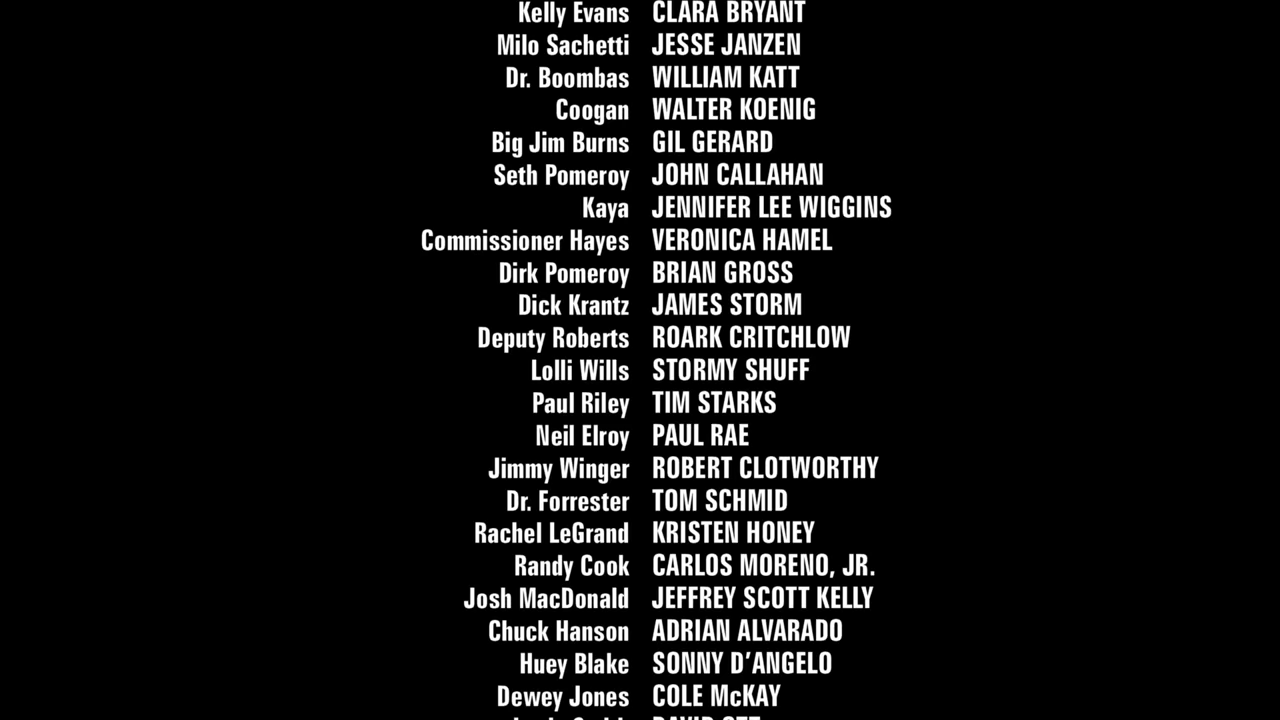 Kelly Evans CLARA BRYANT
Milo Sachetti JESSE JANZEN
Dr. Boombas WILLIAM KATT
Coogan WALTER KOENIG
Big Jim Burns GIL GERARD
Seth Pomeroy JOHN CALLAHAN
Kaya JENNIFER LEE WIGGINS
Commissioner Hayes VERONICA HAMEL
Dirk Pomeroy BRIAN GROSS
Dick Krantz JAMES STORM
Deputy Roberts ROARK CRITCHLOW
Lolli Wills STORMY SHUFF
Paul Riley TIM STARKS
Neil Elroy PAUL RAE
Jimmy Winger ROBERT CLOTWORTHY
Dr. Forrester TOM SCHMID
Rachel LeGrand KRISTEN HONEY
Randy Cook CARLOS MORENO, JR.
Josh MacDonald JEFFREY SCOTT KELLY
Chuck Hanson ADRIAN ALVARADO
Huey Blake SONNY D'ANGELO
Dewey Jones COLE McKAY
DAVID